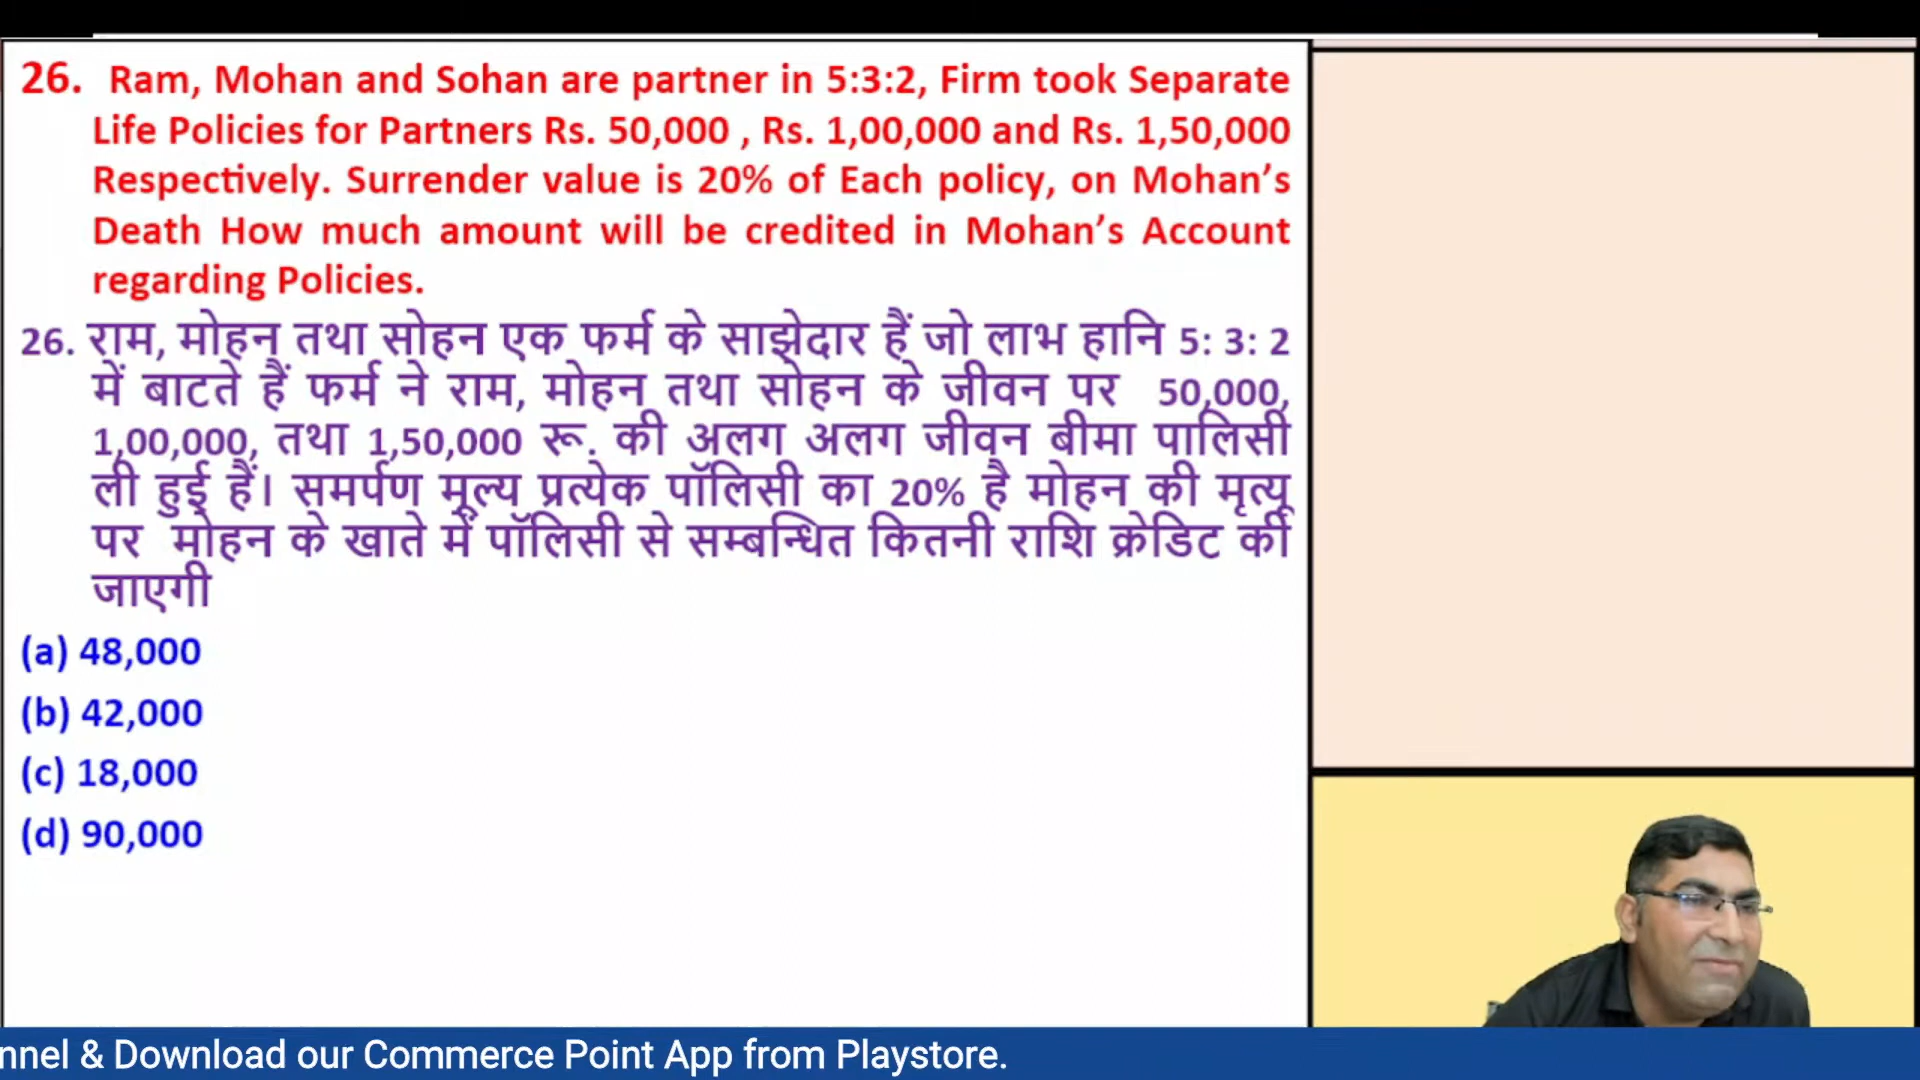 26. Ram, Mohan and Sohan are partner in 5:3:2, Firm took Separate
Life Policies for Partners Rs. 50,000 , Rs. 1,00,000 and Rs. 1,50,000
Respectively. Surrender value is 20% of Each policy, on Mohan’s
Death How much amount will be credited in Mohan’s Account
regarding Policies.
26. राम, मोहन तथा सोहन एक फर्म के साझेदार हैं जो लाभ हानि 5: 3: 2
में बाटते हैं फर्म ने राम, मोहन तथा सोहन के जीवन पर 50,000,
1,00,000, तथा 1,50,000 रू. की अलग अलग जीवन बीमा पालिसी
ली हुई हैं। समर्पण मूल्य प्रत्येक पॉलिसी का 20% है मोहन की मृत्यू
पर मोहन के खाते में पॉलिसी से सम्बन्धित कितनी राशि क्रेडिट की
जाएगी
(a) 48,000
(b) 42,000
(c) 18,000
(d) 90,000
nnel & Download our Commerce Point App from Playstore.